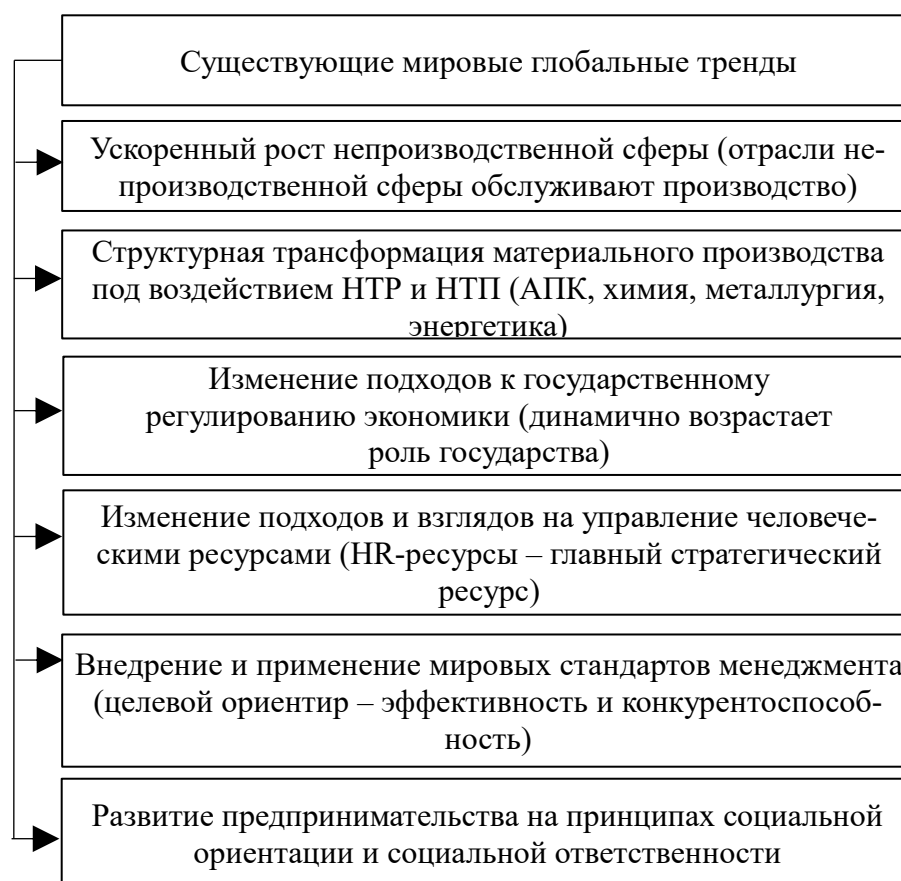 Существующие мировые глобальные тренды
Ускоренный рост непроизводственной сферы (отрасли не-
производственной сферы обслуживают производство)
Структурная трансформация материального производства
под воздействием НТР и НТП (АПК, химия, металлургия,
энергетика)
Изменение подходов к государственному
регулированию экономики (динамично возрастает
роль государства)
Изменение подходов и взглядов на управление человече-
скими ресурсами (HR-ресурсы – главный стратегический
ресурс)
Внедрение и применение мировых стандартов менеджмента
(целевой ориентир – эффективность и конкурентоспособ-
ность)
Развитие предпринимательства на принципах социальной
ориентации и социальной ответственности